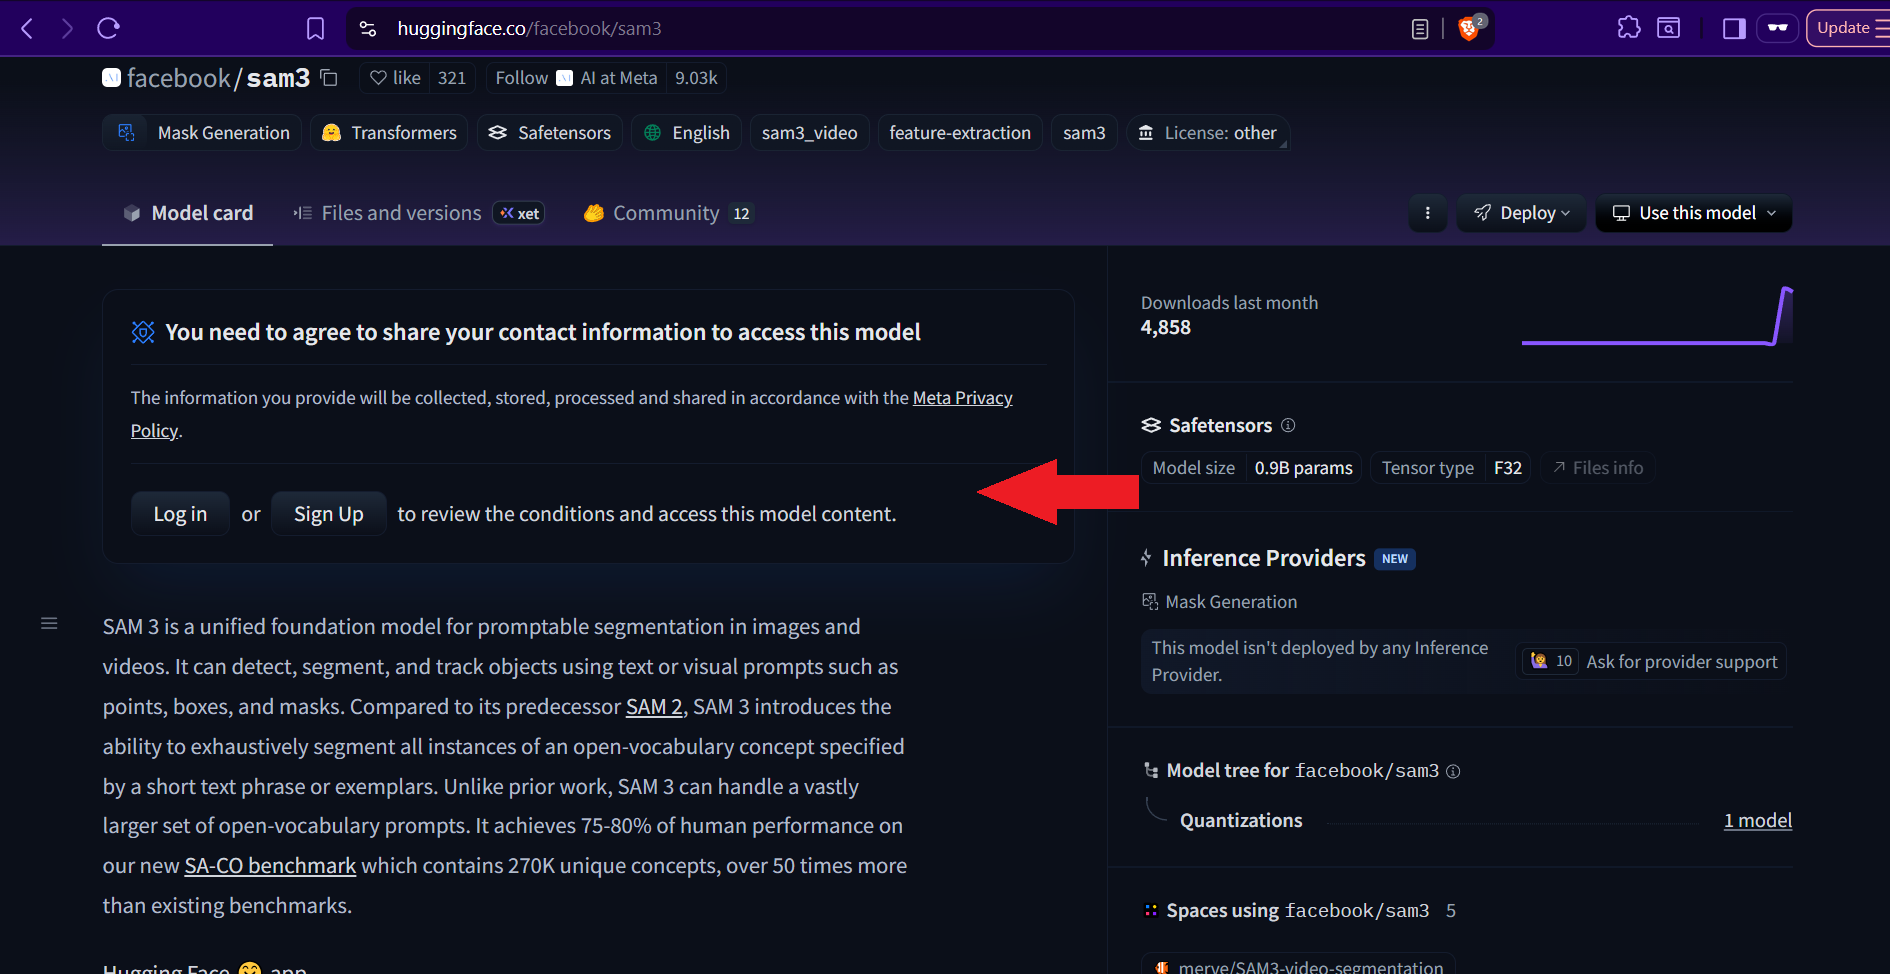 huggingface.co/facebook/sam3
2
Update
facebook/sam3
like 321
Follow AI at Meta 9.03k
Mask Generation
Transformers
Safetensors
English
sam3_video
feature-extraction
sam3
License: other
Model card
Files and versions
xet
Community 12
Deploy
Use this model
You need to agree to share your contact information to access this model
The information you provide will be collected, stored, processed and shared in accordance with the Meta Privacy
Policy.
Log in or Sign Up to review the conditions and access this model content.
SAM 3 is a unified foundation model for promptable segmentation in images and
videos. It can detect, segment, and track objects using text or visual prompts such as
points, boxes, and masks. Compared to its predecessor SAM 2, SAM 3 introduces the
ability to exhaustively segment all instances of an open-vocabulary concept specified
by a short text phrase or exemplars. Unlike prior work, SAM 3 can handle a vastly
larger set of open-vocabulary prompts. It achieves 75-80% of human performance on
our new SA-CO benchmark which contains 270K unique concepts, over 50 times more
than existing benchmarks.
Hugging Face 🤗 app
Downloads last month
4,858
Safetensors
Model size 0.9B params
Tensor type F32
Files info
Inference Providers NEW
Mask Generation
This model isn't deployed by any Inference
Provider.
🙋 10 Ask for provider support
Model tree for facebook/sam3
Quantizations 1 model
Spaces using facebook/sam3 5
merve/SAM3-video-segmentation